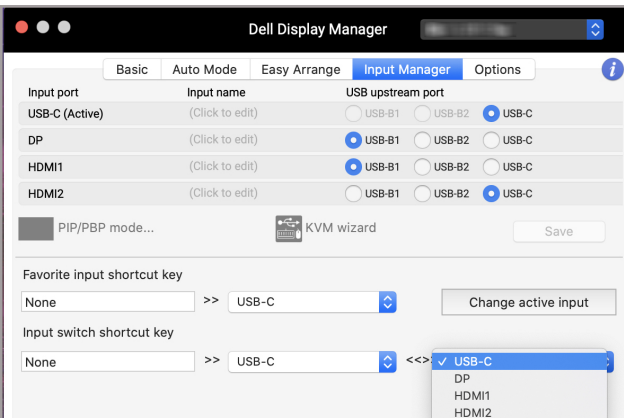 Dell Display Manager
Basic Auto Mode Easy Arrange Input Manager Options i
Input port Input name USB upstream port
USB-C (Active) (Click to edit) USB-B1 USB-B2 USB-C
DP (Click to edit) USB-B1 USB-B2 USB-C
HDMI1 (Click to edit) USB-B1 USB-B2 USB-C
HDMI2 (Click to edit) USB-B1 USB-B2 USB-C
PIP/PBP mode... KVM wizard Save
Favorite input shortcut key
None >> USB-C Change active input
Input switch shortcut key
None >> USB-C <<>> ✓ USB-C
DP
HDMI1
HDMI2